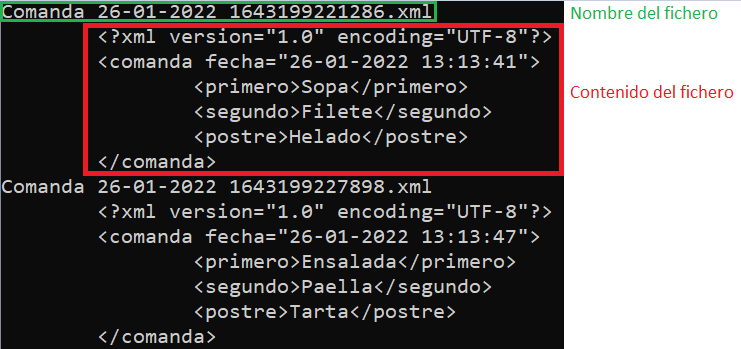 Comanda 26-01-2022 1643199221286.xml Nombre del fichero
<?xml version="1.0" encoding="UTF-8"?>
<comanda fecha="26-01-2022 13:13:41">
<primero>Sopa</primero> Contenido del fichero
<segundo>Filete</segundo>
<postre>Helado</postre>
</comanda>
Comanda 26-01-2022 1643199227898.xml
<?xml version="1.0" encoding="UTF-8"?>
<comanda fecha="26-01-2022 13:13:47">
<primero>Ensalada</primero>
<segundo>Paella</segundo>
<postre>Tarta</postre>
</comanda>